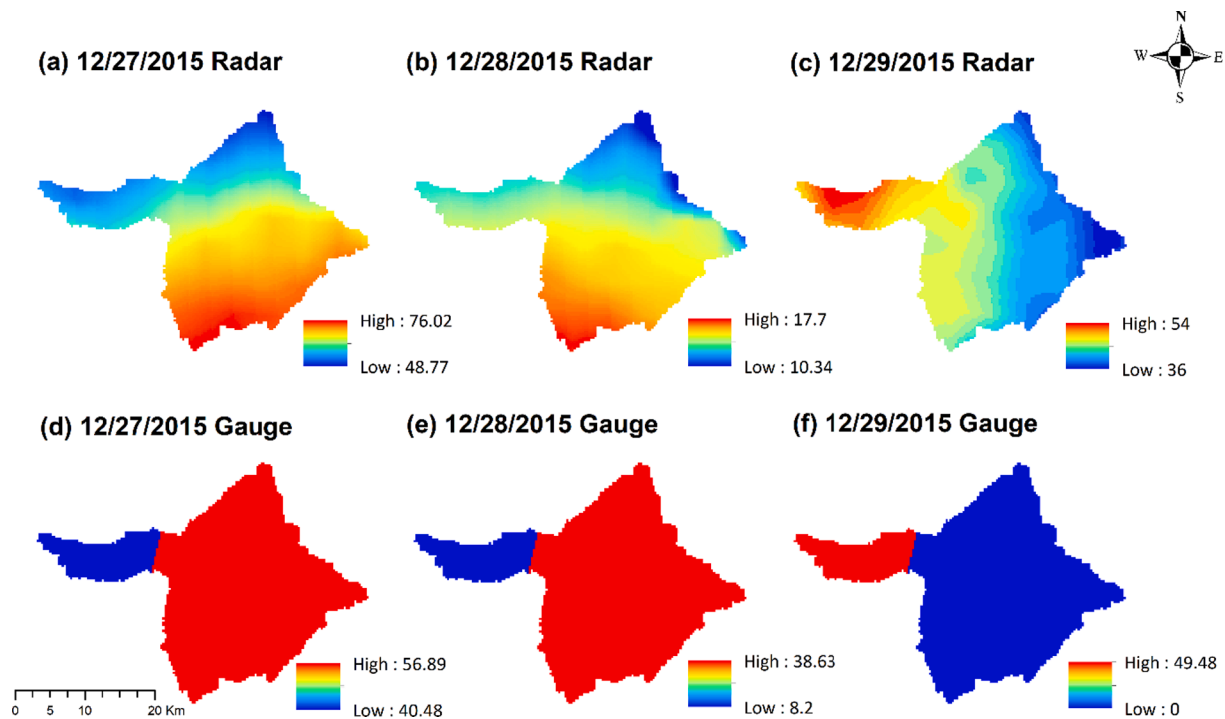 N
W E
S
(a) 12/27/2015 Radar
(b) 12/28/2015 Radar
(c) 12/29/2015 Radar
High : 76.02
Low : 48.77
High : 17.7
Low : 10.34
High : 54
Low : 36
(d) 12/27/2015 Gauge
(e) 12/28/2015 Gauge
(f) 12/29/2015 Gauge
High : 56.89
Low : 40.48
High : 38.63
Low : 8.2
High : 49.48
Low : 0
0 5 10 20 Km